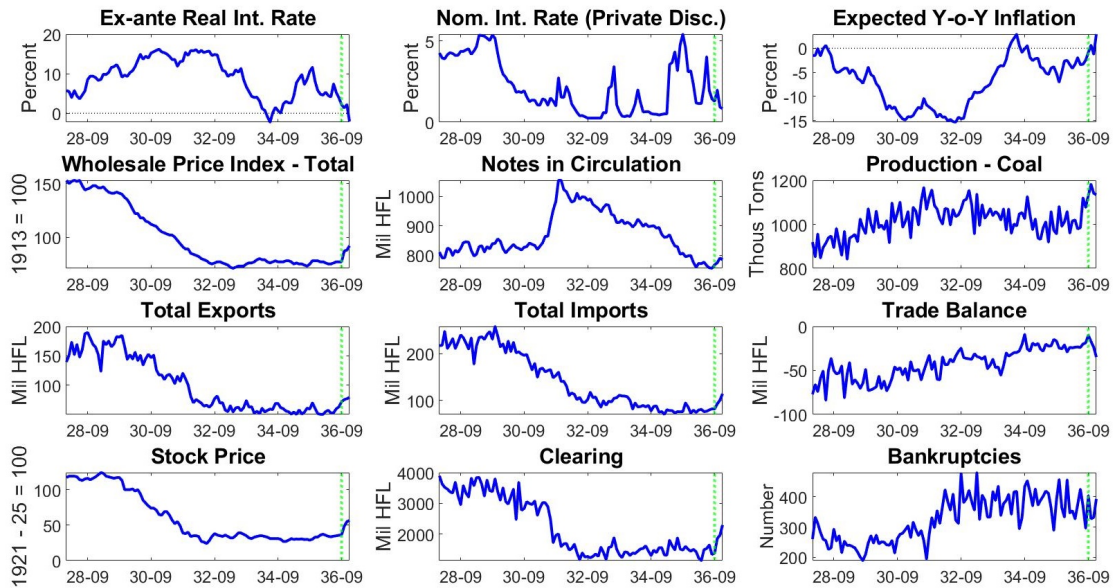 Ex-ante Real Int. Rate
Percent
20
10
0
28-09 30-09 32-09 34-09 36-09
Nom. Int. Rate (Private Disc.)
Percent
5
0
28-09 30-09 32-09 34-09 36-09
Expected Y-o-Y Inflation
Percent
0
-5
-10
-15
28-09 30-09 32-09 34-09 36-09
Wholesale Price Index - Total
1913 = 100
150
100
28-09 30-09 32-09 34-09 36-09
Notes in Circulation
Mil HFL
1000
900
800
28-09 30-09 32-09 34-09 36-09
Production - Coal
Thous Tons
1200
1000
800
28-09 30-09 32-09 34-09 36-09
Total Exports
Mil HFL
200
150
100
28-09 30-09 32-09 34-09 36-09
Total Imports
Mil HFL
200
100
28-09 30-09 32-09 34-09 36-09
Trade Balance
Mil HFL
0
-50
-100
28-09 30-09 32-09 34-09 36-09
Stock Price
1921 - 25 = 100
100
50
0
28-09 30-09 32-09 34-09 36-09
Clearing
Mil HFL
4000
3000
2000
28-09 30-09 32-09 34-09 36-09
Bankruptcies
Number
400
300
200
28-09 30-09 32-09 34-09 36-09